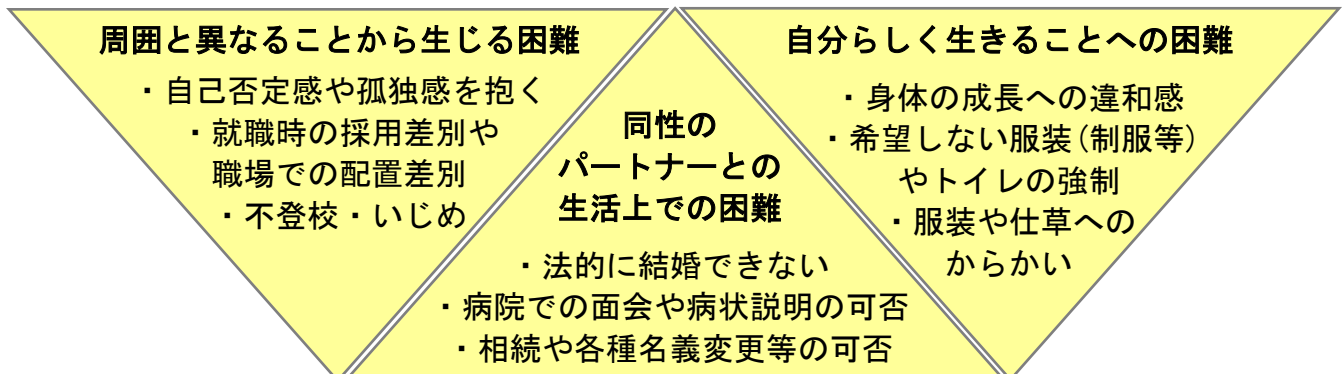 周囲と異なることから生じる困難
・自己否定感や孤独感を抱く
・就職時の採用差別や
職場での配置差別
・不登校・いじめ
同性の
パートナーとの
生活上での困難
・法的に結婚できない
・病院での面会や病状説明の可否
・相続や各種名義変更等の可否
自分らしく生きることへの困難
・身体の成長への違和感
・希望しない服装(制服等)
やトイレの強制
・服装や仕草への
からかい